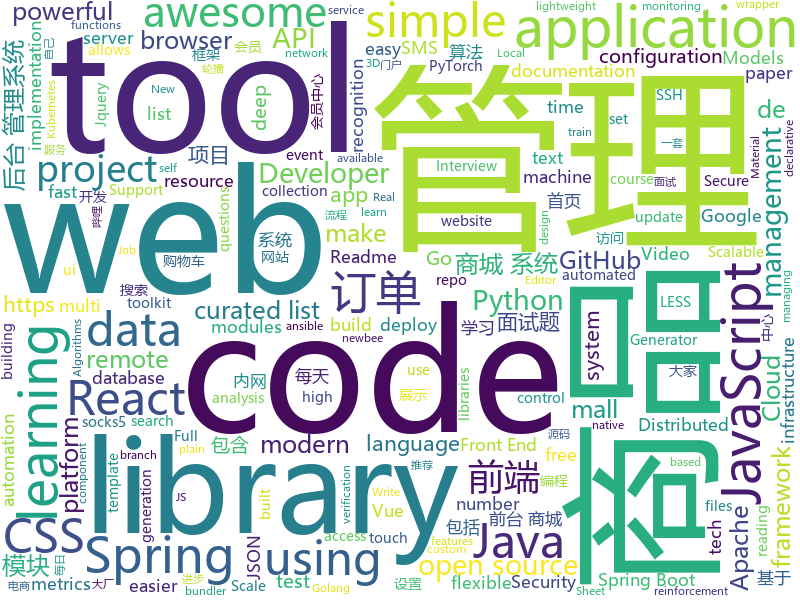 powerful
awesome
simple
lightweight
monitoring
wrapper
functions
自己
框架
会员
server
browser
API
easy
SMS
算法
network
service
allows
轮播
3D门户
PyTorch
Local
application
configuration
Models
documentation
paper
implementation
Kubernetes
后台 管理系统
Jquery
New
list
deep
会员中心
recognition
tool
管理
time
set
SSH
de
一套
Material
declarative
project
项目
event
available
Developer
text
Interview
train
面试
Secure
服务
Support
self
resource
collection
Real
machine
course
fast
开发
questions
app
design
首页
update
Google
management
web
哔哩
learn
流程
make
website
访问
Scalable
系统
网站
购物车
Job
Readme
Go
商城 系统
GitHub
Video
ui
搜索
repo
automated
https
multi
toolkit
订单
Python
code
商品
LESS
system
JavaScript
curated list
modules
ansible
build
deploy
学习
面试题
Generator
中心
building
learning
data
remote
database
Algorithms
React
内网
每天
newbee
mall
Cloud
大家
infrastructure
managing
analysis
high
use
展示
libraries
control
Distributed
automation
platform
socks5
search
包含
modern
language
Front End
源码
free
native
library
template
Full
plain
前端
编程
component
generation
branch
JS
built
verification
Vue
推荐
access
touch
number
前台 商城
files
based
framework
CSS
Spring
using
Java
包括
tech
Apache
reading
模块
JSON
Write
features
custom
open source
flexible
基于
metrics
电商
每日
大厂
进步
bundler
easier
Scale
test
设置
Golang
Security
Editor
Spring Boot
Sheet
reinforcement